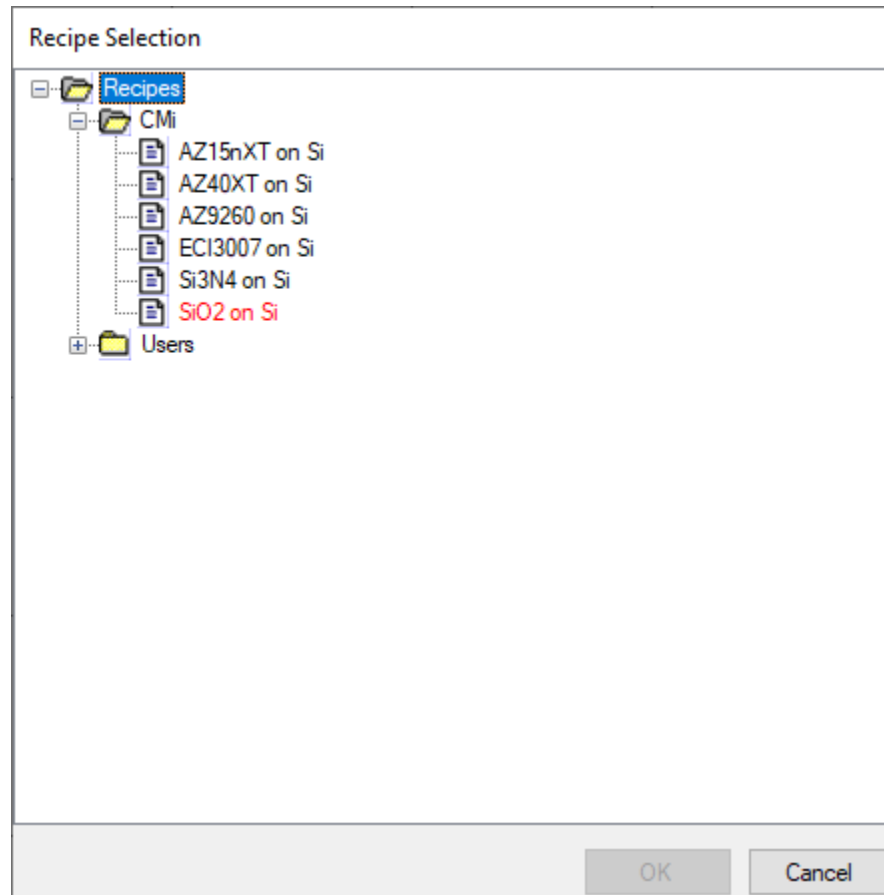 Recipe Selection
Recipes
CMi
AZ15nXT on Si
AZ40XT on Si
AZ9260 on Si
ECI3007 on Si
Si3N4 on Si
SiO2 on Si
Users
OK
Cancel